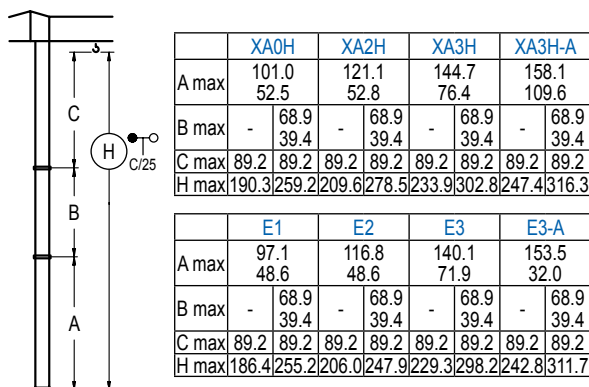 C
H
C/25
B
A
XA0H XA2H XA3H XA3H-A
A max 101.0 52.5 121.1 52.8 144.7 76.4 158.1 109.6
B max - 68.9 39.4 - 68.9 39.4 - 68.9 39.4 - 68.9 39.4
C max 89.2 89.2 89.2 89.2 89.2 89.2 89.2 89.2
H max 190.3 259.2 209.6 278.5 233.9 302.8 247.4 316.3
E1 E2 E3 E3-A
A max 97.1 48.6 116.8 48.6 140.1 71.9 153.5 32.0
B max - 68.9 39.4 - 68.9 39.4 - 68.9 39.4 - 68.9 39.4
C max 89.2 89.2 89.2 89.2 89.2 89.2 89.2 89.2
H max 186.4 255.2 206.0 247.9 229.3 298.2 242.8 311.7